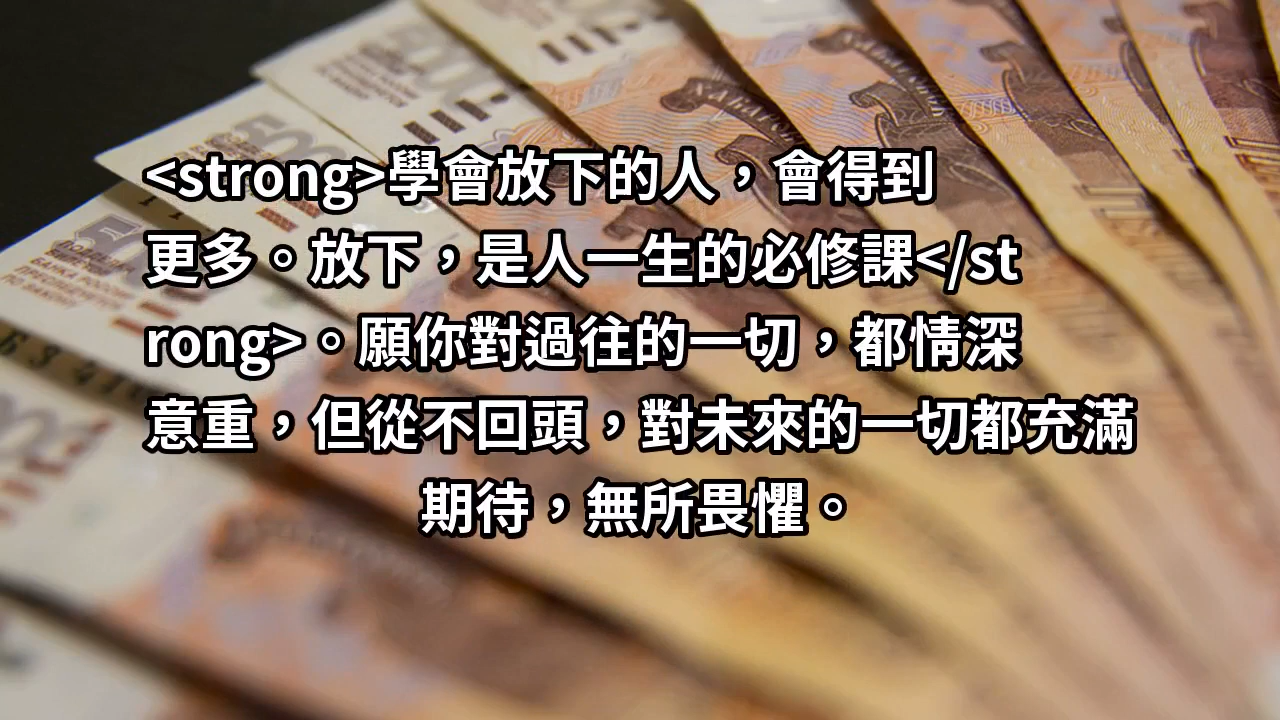 <strong>學會放下的人，會得到
更多。放下，是人一生的必修課</st
rong>。願你對過往的一切，都情深
意重，但從不回頭，對未來的一切都充滿
期待，無所畏懼。